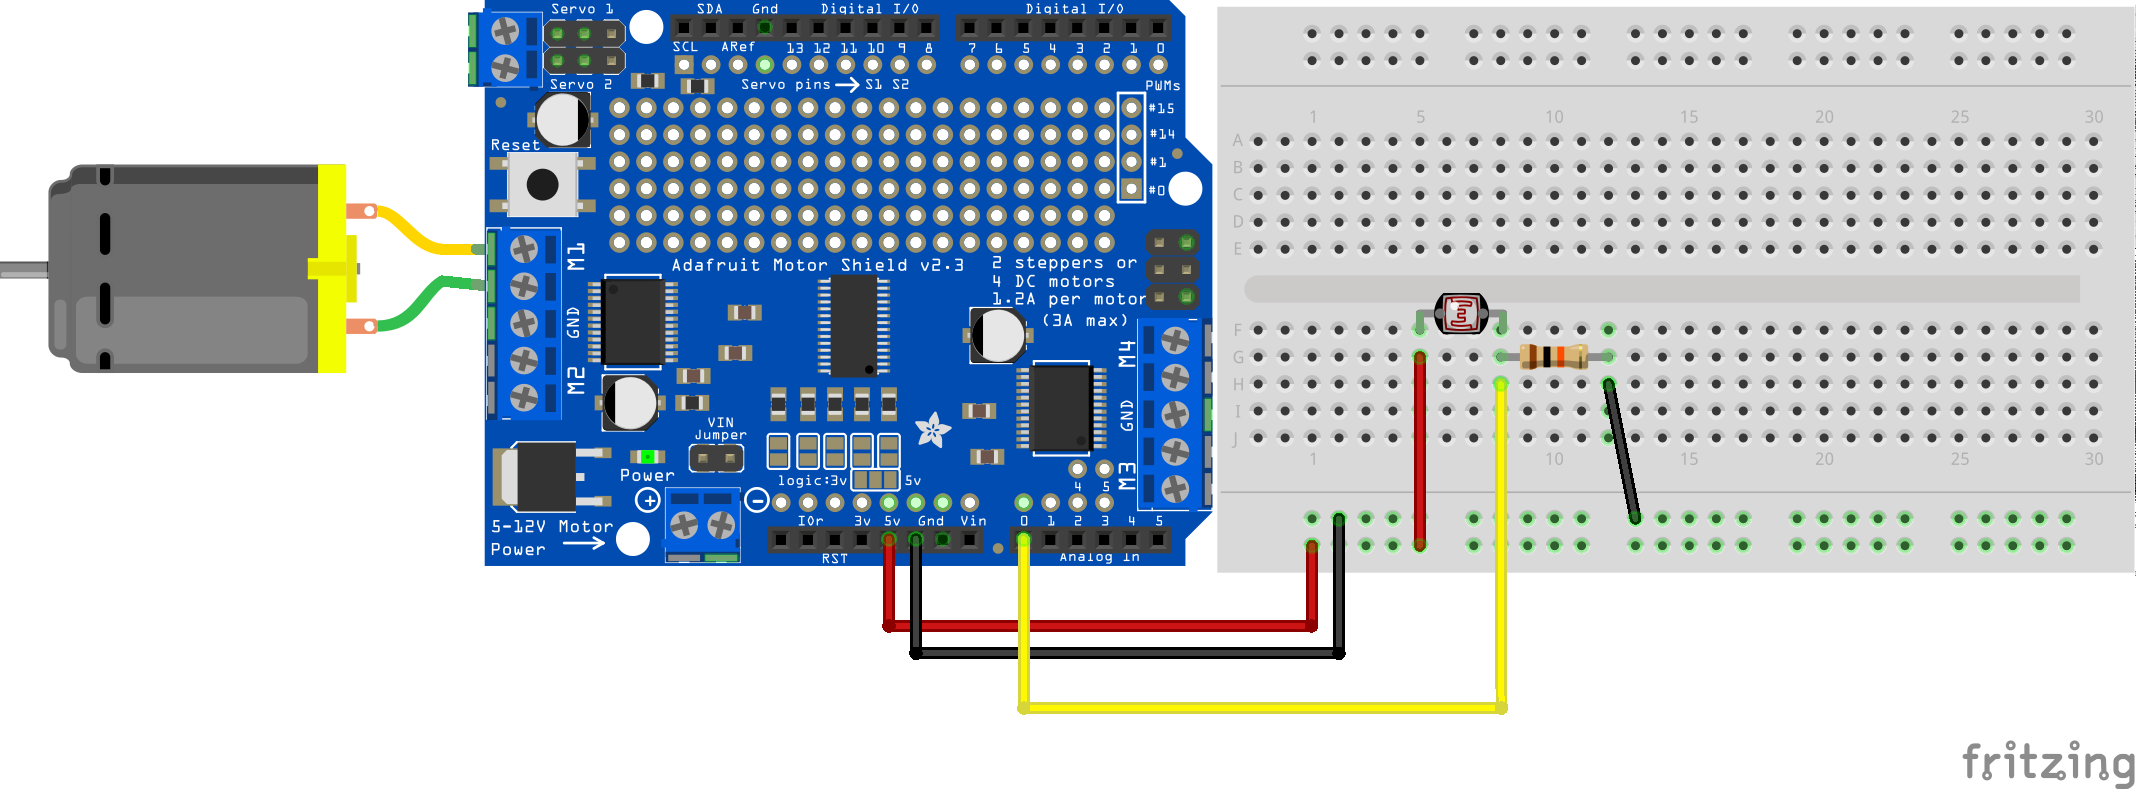 Servo 1
SDA Gnd Digital I/O Digital I/O
SCL ARef 13 12 11 10 9 8 7 6 5 4 3 2 1 0
Servo 2 Servo pins S1 S2 PWMs
#15
#14
#1
#0
Reset
M1
GND
M2
Adafruit Motor Shield v2.3
2 steppers or
4 DC motors
1.2A per motor
(3A max)
M4
GND
M3
VIN
Jumper
Power
logic:3v 5v
4 5
+ -
5-12V Motor
Power
IOr 3v 5v Gnd Vin 0 1 2 3 4 5
RST Analog In
1 5 10 15 20 25 30
A
B
C
D
E
F
G
H
I
J
1 10 15 20 25 30
fritzing